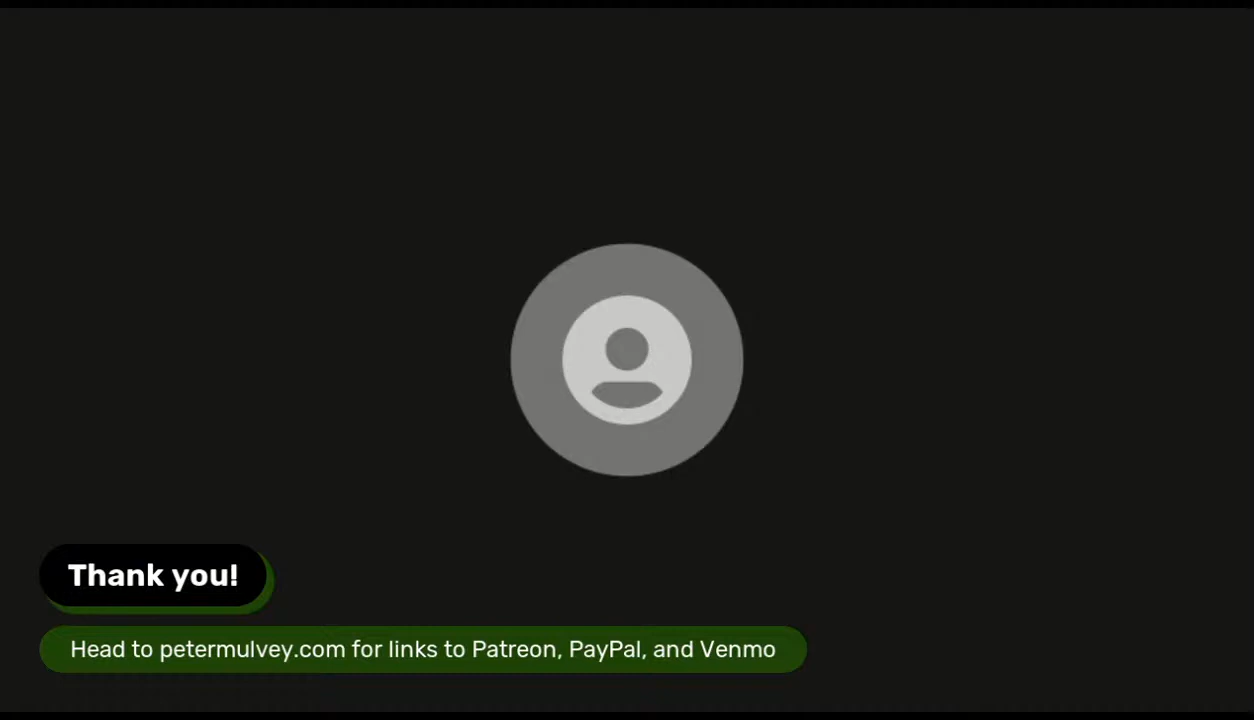 Thank you!
Head to petermulvey.com for links to Patreon, PayPal, and Venmo